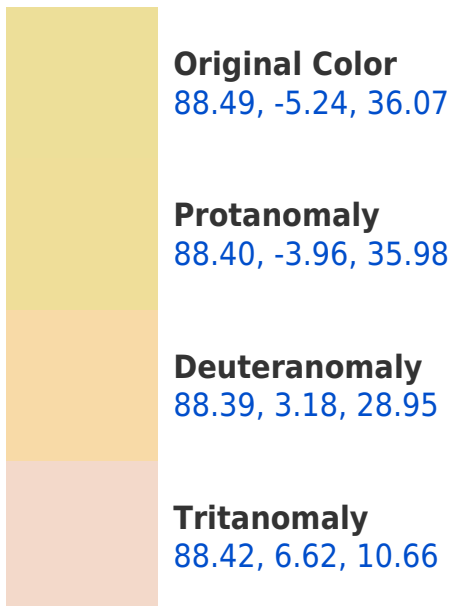 Original Color
88.49, -5.24, 36.07
Protanomaly
88.40, -3.96, 35.98
Deuteranomaly
88.39, 3.18, 28.95
Tritanomaly
88.42, 6.62, 10.66